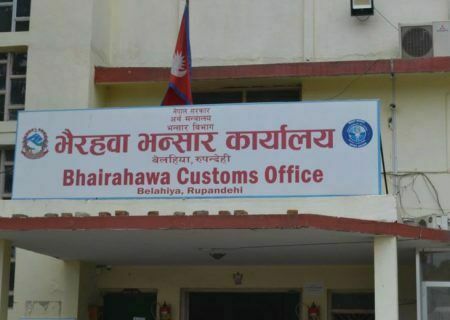 नेपाल सरकार
अर्थ मन्त्रालय
भन्सार विभाग
भैरहवा भन्सार कार्यालय
बेलहिया, रुपन्देही
Bhairahawa Customs Office
Belahiya, Rupandehi